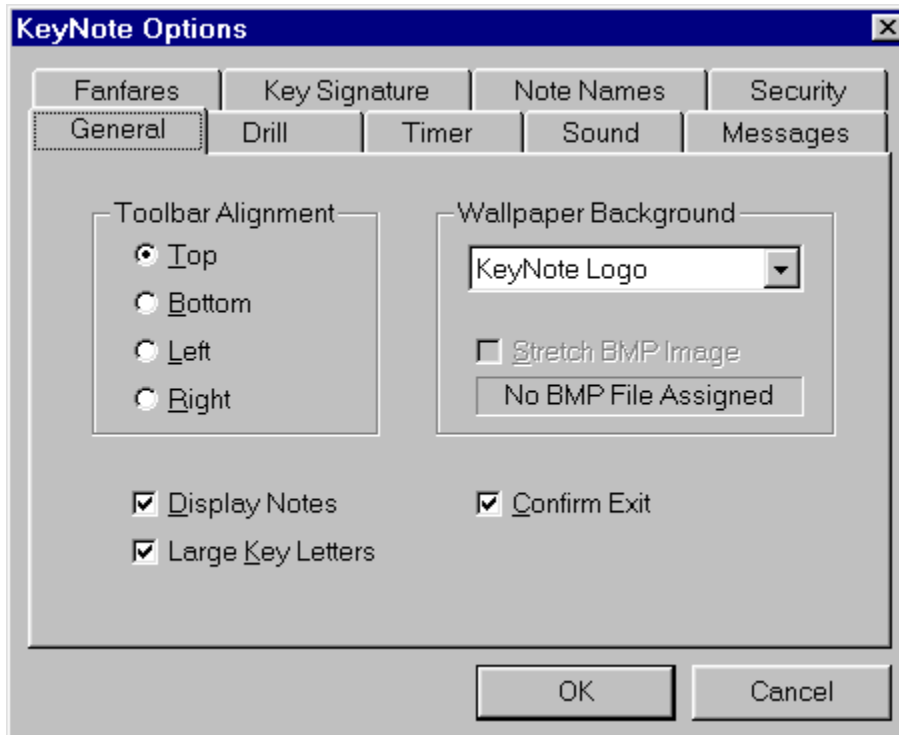 KeyNote Options
Fanfares Key Signature Note Names Security
General Drill Timer Sound Messages
Toolbar Alignment
Top
Bottom
Left
Right
Wallpaper Background
KeyNote Logo
Stretch BMP Image
No BMP File Assigned
Display Notes
Large Key Letters
Confirm Exit
OK Cancel